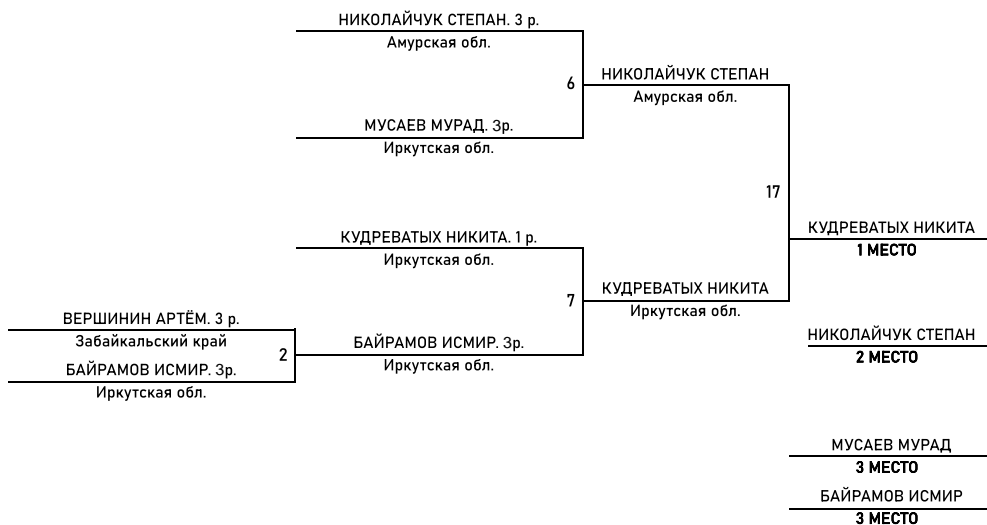 НИКОЛАЙЧУК СТЕПАН. 3 р.
Амурская обл.
6
НИКОЛАЙЧУК СТЕПАН
Амурская обл.
МУСАЕВ МУРАД. 3р.
Иркутская обл.
17
КУДРЕВАТЫХ НИКИТА
1 МЕСТО
КУДРЕВАТЫХ НИКИТА. 1 р.
Иркутская обл.
7
КУДРЕВАТЫХ НИКИТА
Иркутская обл.
ВЕРШИНИН АРТЁМ. 3 р.
Забайкальский край
2
БАЙРАМОВ ИСМИР. 3р.
Иркутская обл.
БАЙРАМОВ ИСМИР. 3р.
Иркутская обл.
НИКОЛАЙЧУК СТЕПАН
2 МЕСТО
МУСАЕВ МУРАД
3 МЕСТО
БАЙРАМОВ ИСМИР
3 МЕСТО